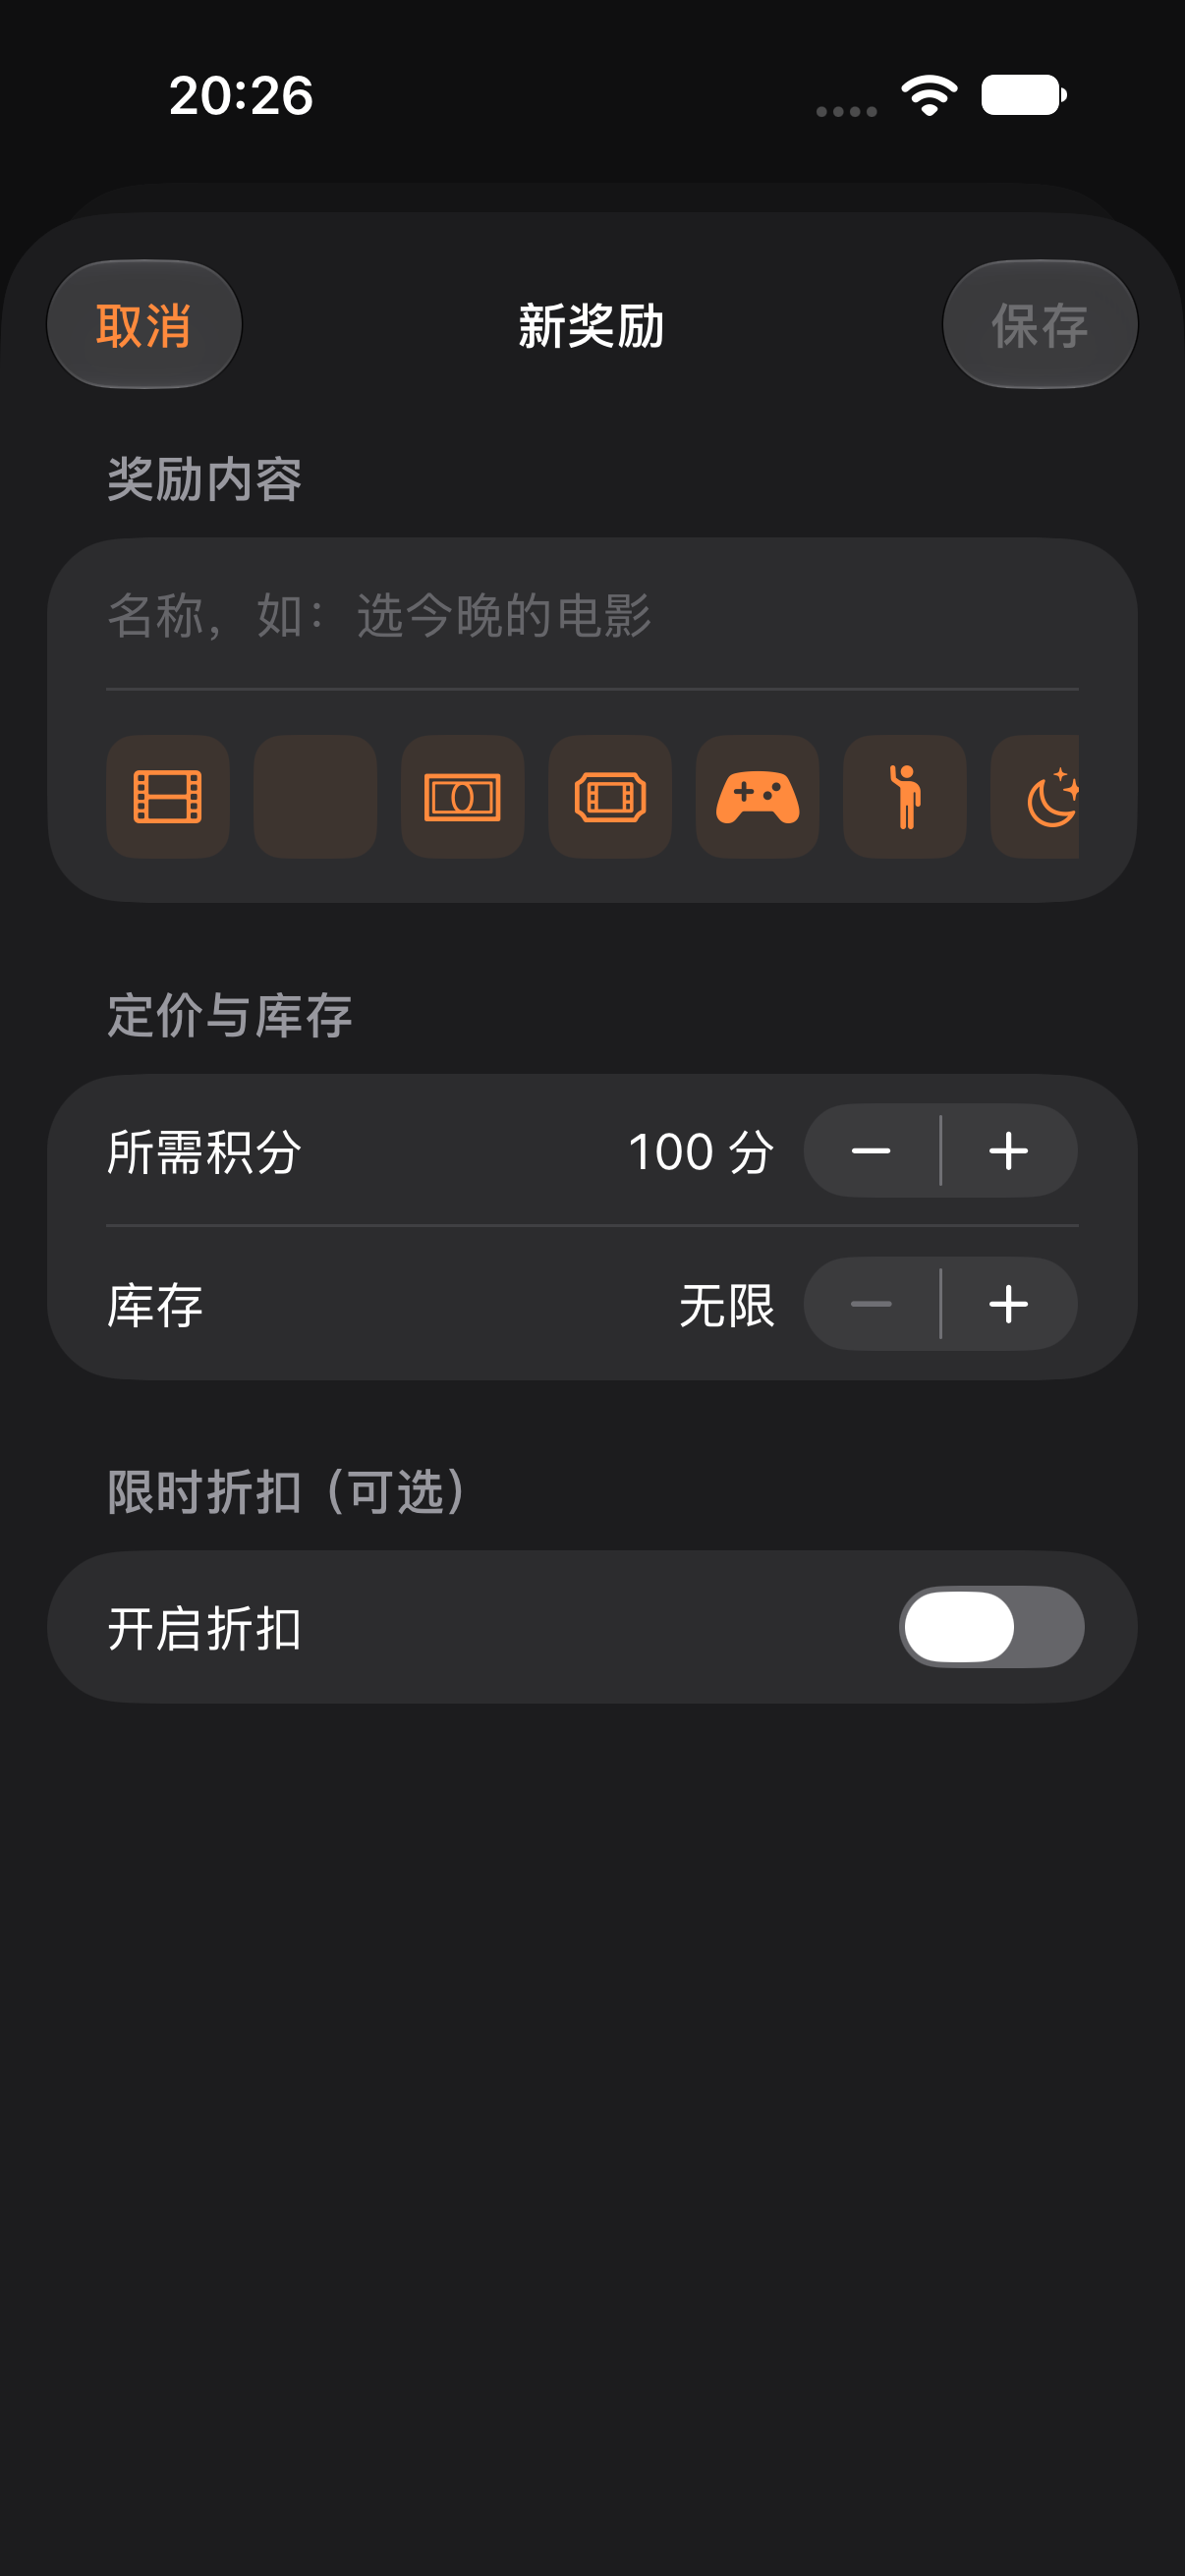 20:26
取消
新奖励
保存
奖励内容
名称，如：选今晚的电影
定价与库存
所需积分
100 分
库存
无限
限时折扣（可选）
开启折扣